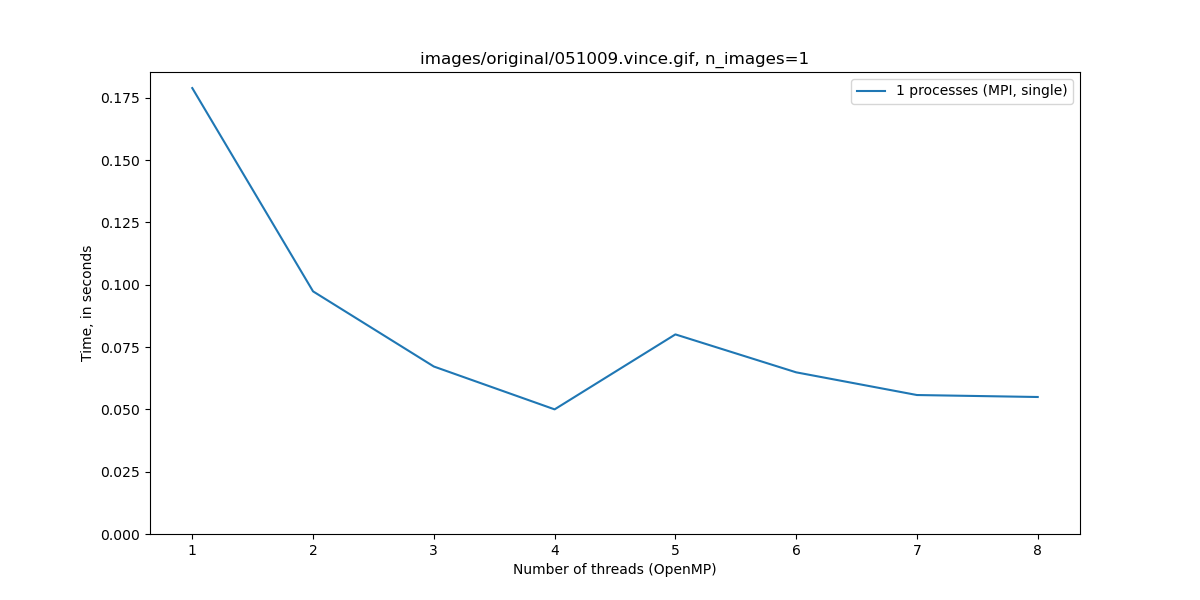 images/original/051009.vince.gif, n_images=1
1 processes (MPI, single)
Time, in seconds
0.175
0.150
0.125
0.100
0.075
0.050
0.025
0.000
1 2 3 4 5 6 7 8
Number of threads (OpenMP)